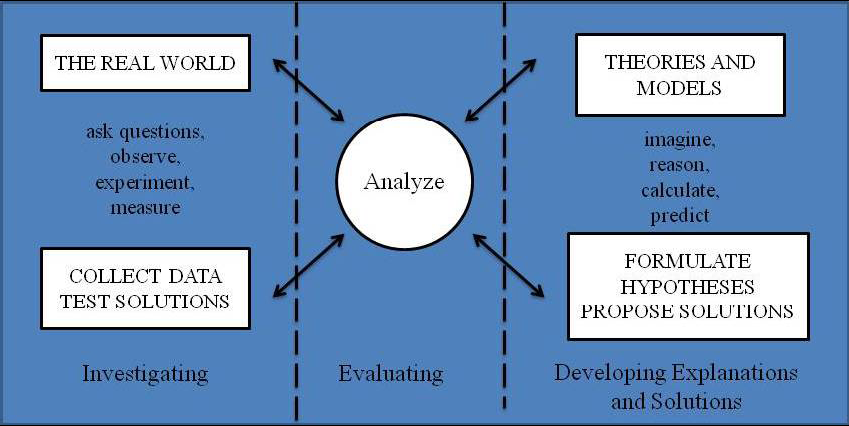 THE REAL WORLD
ask questions,
observe,
experiment,
measure
COLLECT DATA
TEST SOLUTIONS
Investigating
Analyze
Evaluating
THEORIES AND
MODELS
imagine,
reason,
calculate,
predict
FORMULATE
HYPOTHESES
PROPOSE SOLUTIONS
Developing Explanations
and Solutions